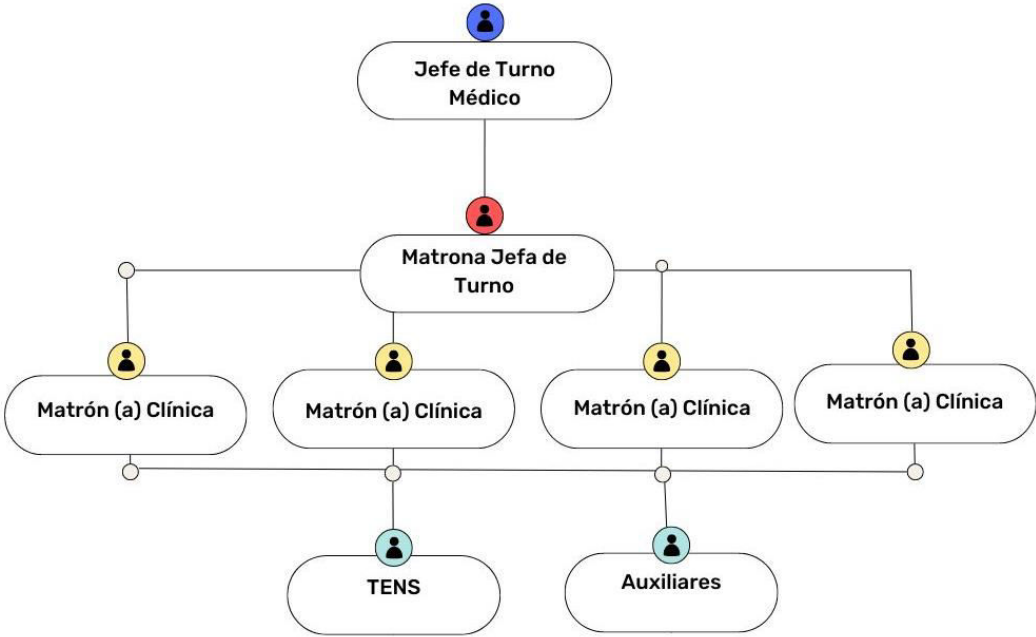 Jefe de Turno
Médico
Matrona Jefa de
Turno
Matrón (a) Clínica
Matrón (a) Clínica
Matrón (a) Clínica
Matrón (a) Clínica
TENS
Auxiliares